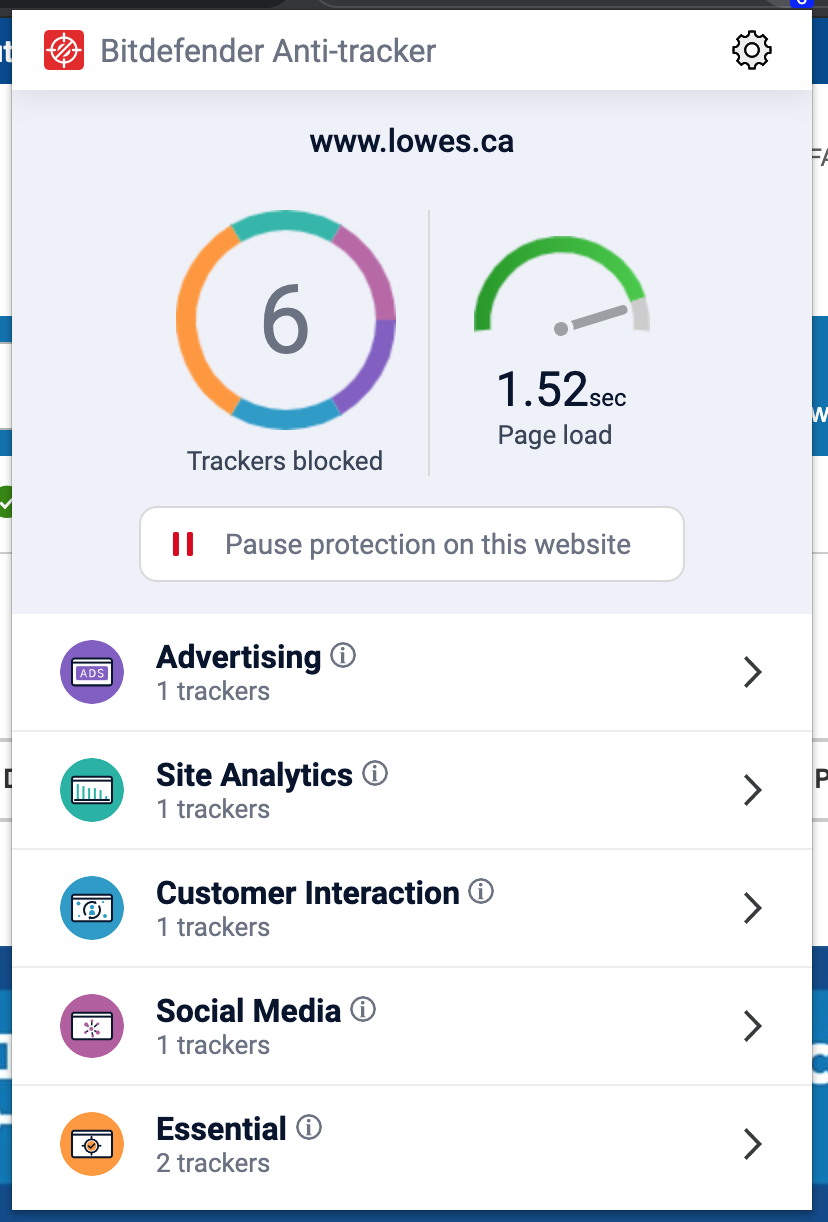 Bitdefender Anti-tracker
www.lowes.ca
6
Trackers blocked
1.52sec
Page load
Pause protection on this website
ADS
Advertising
1 trackers
Site Analytics
1 trackers
Customer Interaction
1 trackers
Social Media
1 trackers
Essential
2 trackers